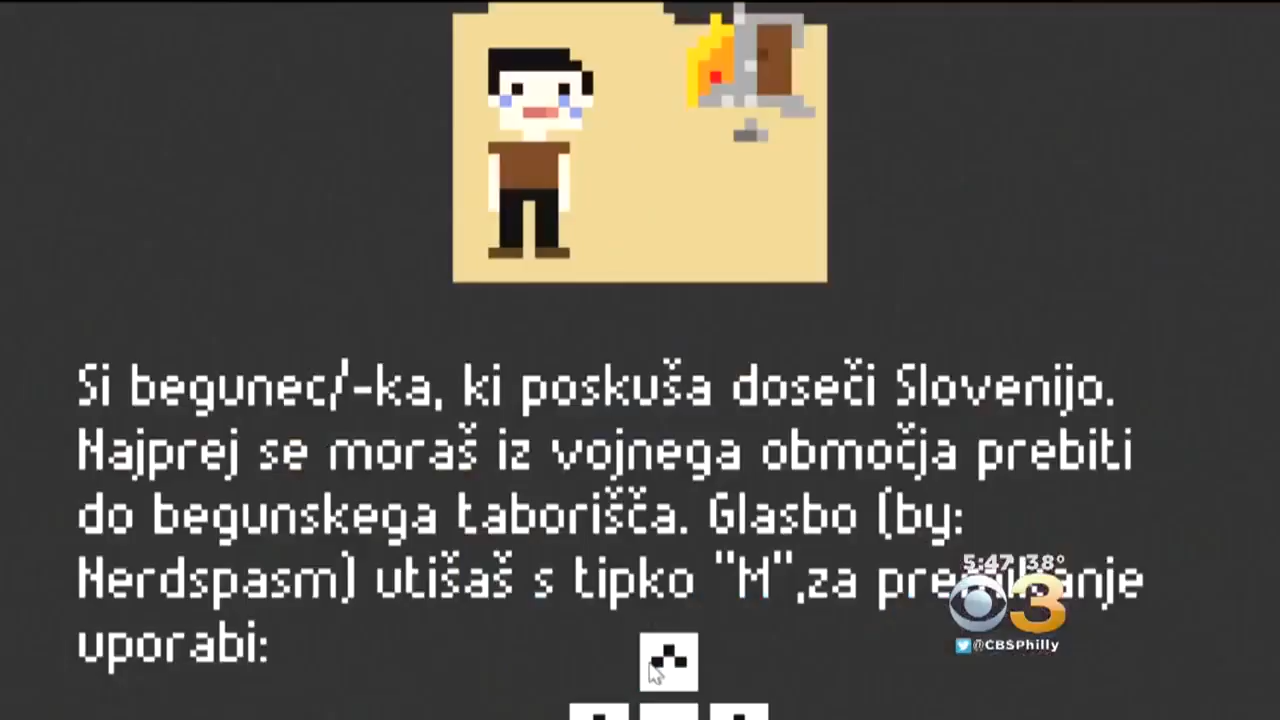 Si begunec/-ka, ki poskuša doseči Slovenijo.
Najprej se moraš iz vojnega območja prebiti
do begunskega taborišča. Glasbo (by:
Nerdspasm) utišaš s tipko "M",za
uporabi:
5:47 38°
3
@CBSPhilly